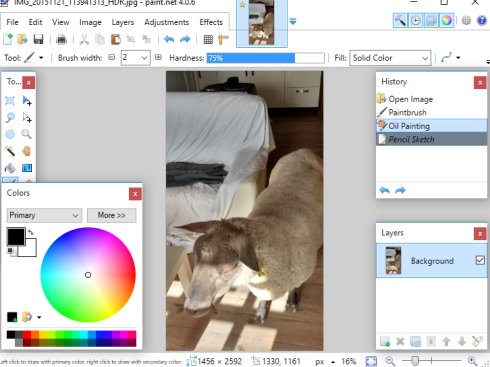 IMG_20151121_113941313_HDR.jpg - paint.net 4.0.6
File Edit View Image Layers Adjustments Effects
Tool: Brush width: 2 Hardness: 75% Fill: Solid Color
To... x
History x
Open Image
Paintbrush
Oil Painting
Pencil Sketch
Colors x
Primary More >>
Layers x
Background
Left click to draw with primary color, right click to draw with secondary color. 1456 × 2592 1330, 1161 px 16%